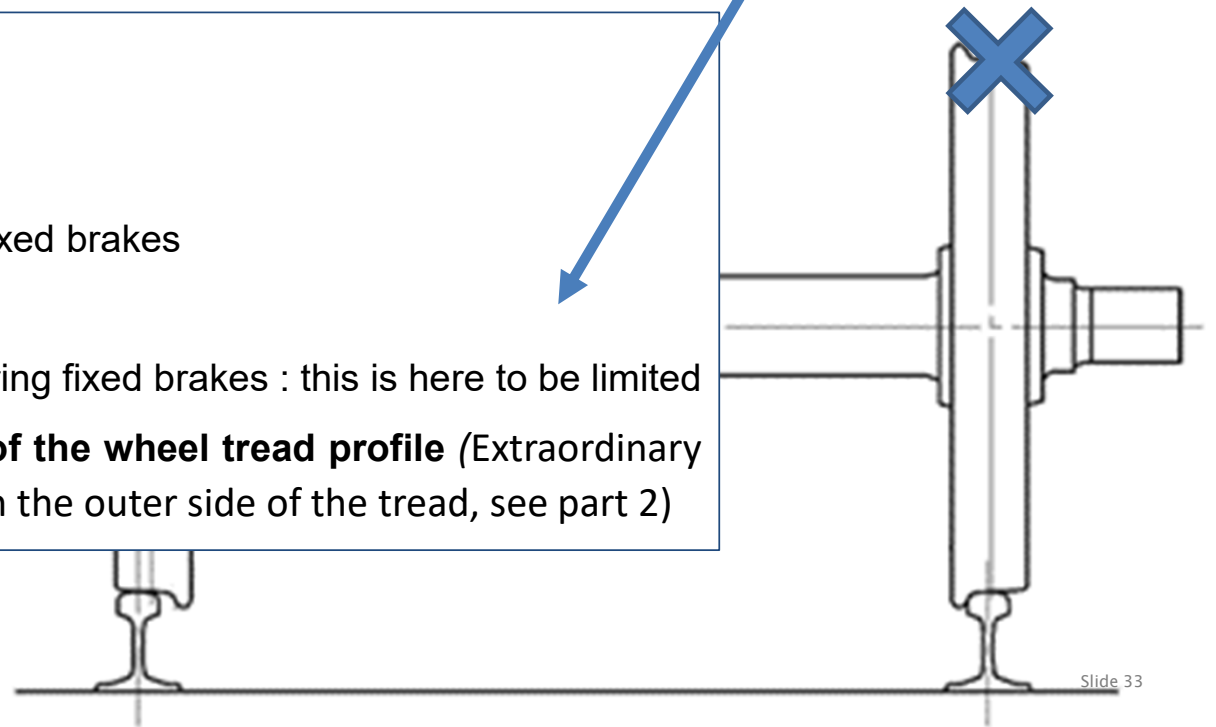 xed brakes
ing fixed brakes : this is here to be limited
of the wheel tread profile (Extraordinary
the outer side of the tread, see part 2)
Slide 33